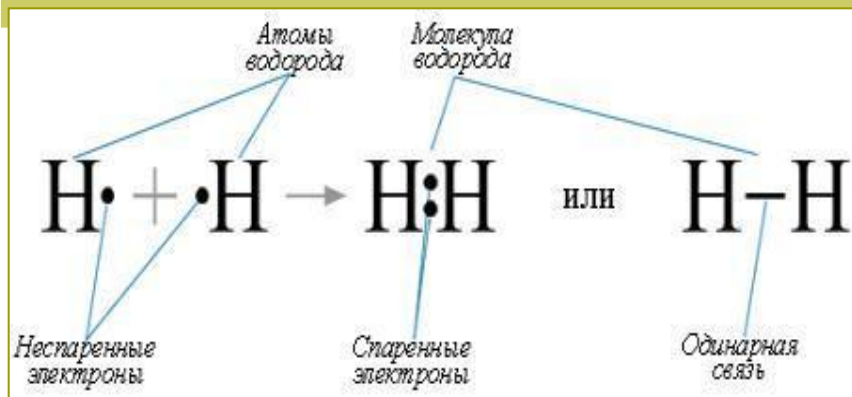 Атомы
водорода
Молекула
водорода
H· + ·H → H:H или H–H
Неспаренные
электроны
Спаренные
электроны
Одинарная
связь